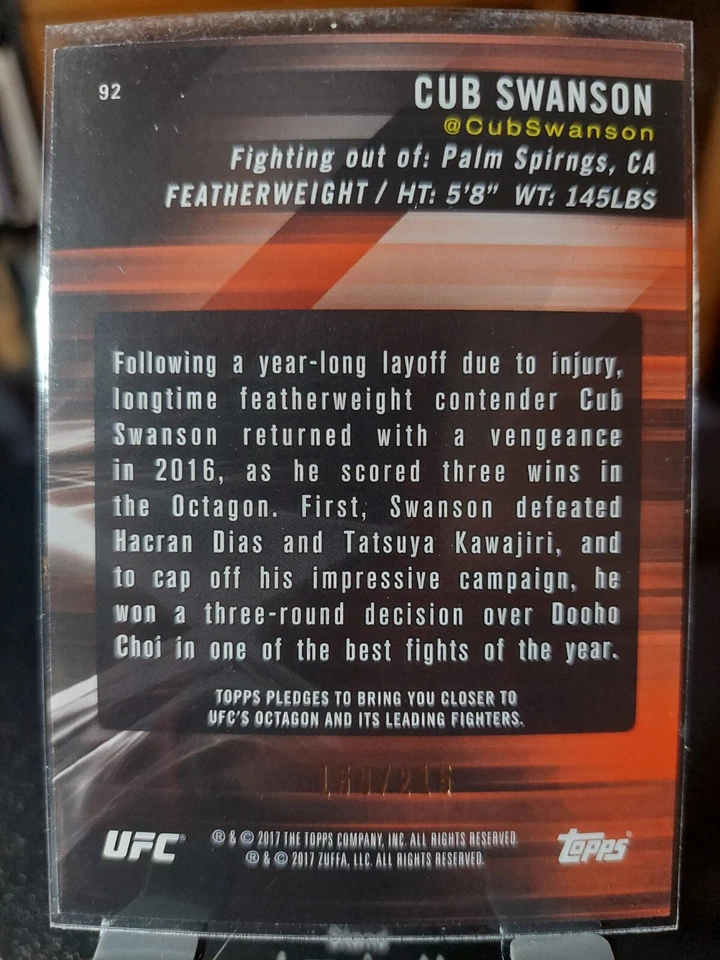 92
CUB SWANSON
@CubSwanson
Fighting out of: Palm Spirngs, CA
FEATHERWEIGHT / HT: 5'8" WT: 145LBS
Following a year-long layoff due to injury,
longtime featherweight contender Cub
Swanson returned with a vengeance
in 2016, as he scored three wins in
the Octagon. First, Swanson defeated
Hacran Dias and Tatsuya Kawajiri, and
to cap off his impressive campaign, he
won a three-round decision over Dooho
Choi in one of the best fights of the year.
TOPPS PLEDGES TO BRING YOU CLOSER TO
UFC'S OCTAGON AND ITS LEADING FIGHTERS.
UFC®
® & © 2017 THE TOPPS COMPANY, INC. ALL RIGHTS RESERVED.
® & © 2017 ZUFFA, LLC. ALL RIGHTS RESERVED.
topps®